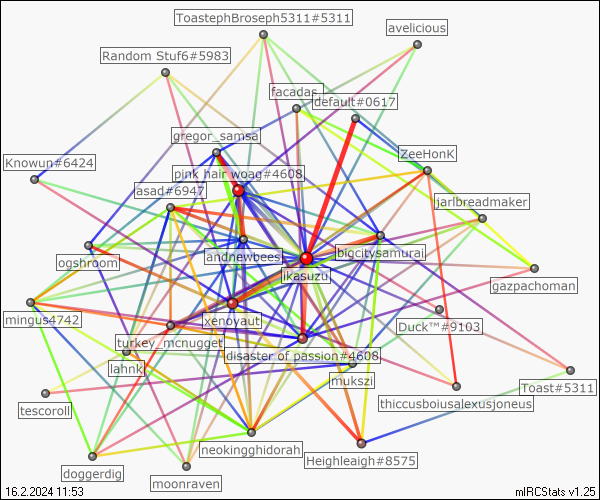 ToastephBroseph5311#5311
avelicious
Random Stuf6#5983
facadas
default#0617
gregor_samsa
ZeeHonK
Knowun#6424
pink hair woag#4608
asad#6947
jarlbreadmaker
andnewbees
bigcitysamurai
ogshroom
ikasuzu
gazpachoman
mingus4742
xenoyaut
Duck™#9103
turkey_mcnugget
disaster of passion#4608
lahnk
mukszi
Toast#5311
tescoroll
thiccusboiusalexusjoneus
neokingghidorah
Heighleaigh#8575
doggerdig
moonraven
16.2.2024 11:53
mIRCStats v1.25